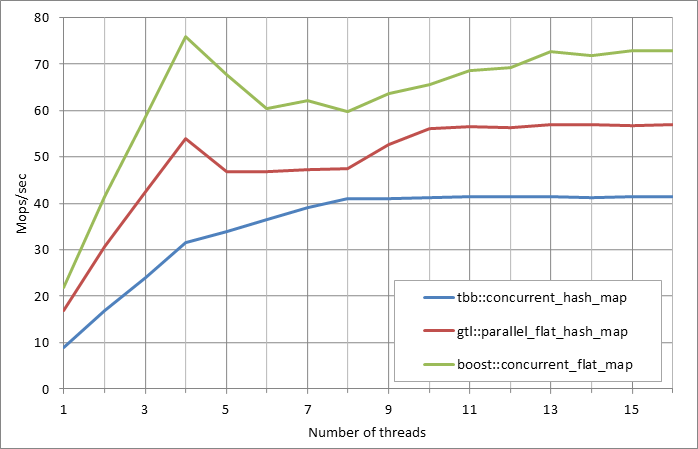 80
70
60
50
40
30
20
10
0
Mops/sec
tbb::concurrent_hash_map
gtl::parallel_flat_hash_map
boost::concurrent_flat_map
1 3 5 7 9 11 13 15
Number of threads